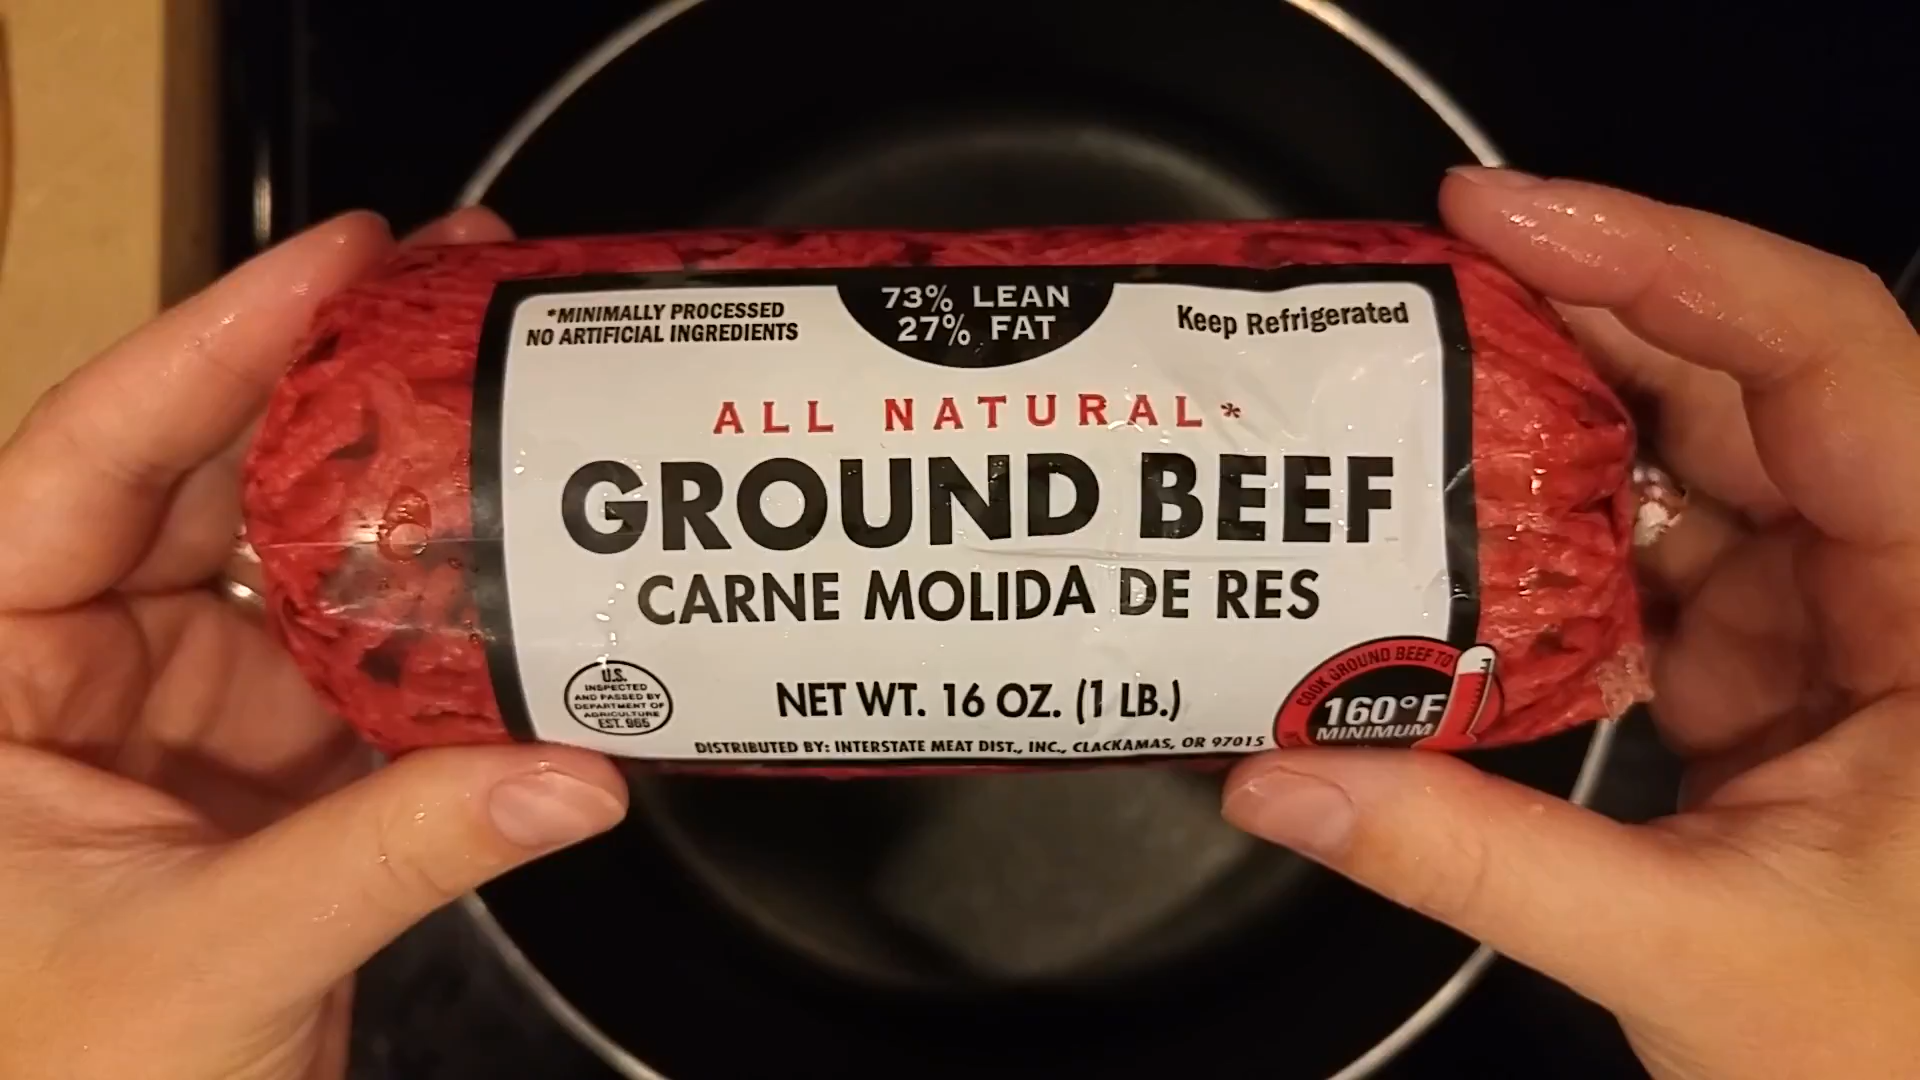 *MINIMALLY PROCESSED
NO ARTIFICIAL INGREDIENTS
73% LEAN
27% FAT
Keep Refrigerated
ALL NATURAL*
GROUND BEEF
CARNE MOLIDA DE RES
U.S.
INSPECTED
AND PASSED BY
DEPARTMENT OF
AGRICULTURE
EST. 965
NET WT. 16 OZ. (1 LB.)
COOK GROUND BEEF TO
160°F
MINIMUM
DISTRIBUTED BY: INTERSTATE MEAT DIST., INC., CLACKAMAS, OR 97015